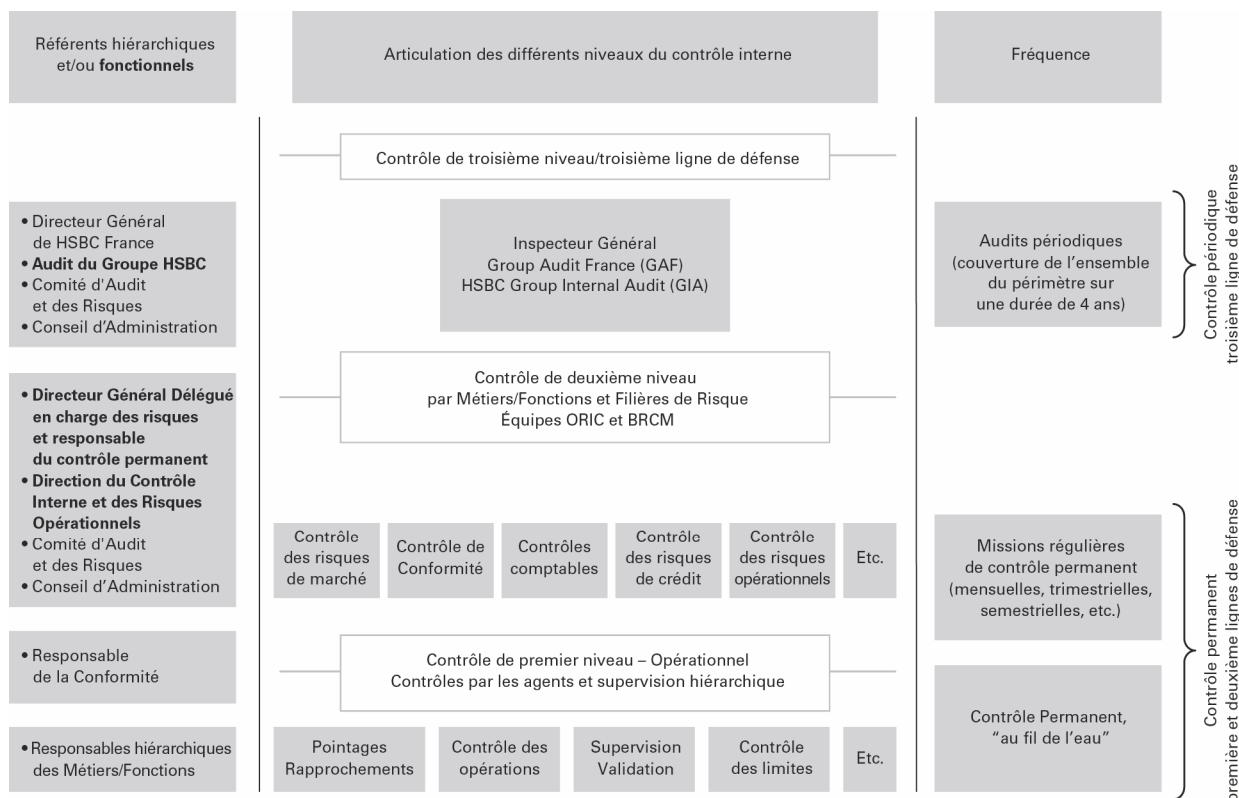 Référents hiérarchiques
et/ou fonctionnels
Articulation des différents niveaux du contrôle interne
Fréquence
Contrôle de troisième niveau/troisième ligne de défense
• Directeur Général
de HSBC France
• Audit du Groupe HSBC
• Comité d'Audit
et des Risques
• Conseil d'Administration
Inspecteur Général
Group Audit France (GAF)
HSBC Group Internal Audit (GIA)
Audits périodiques
(couverture de l'ensemble
du périmètre sur
une durée de 4 ans)
Contrôle périodique
troisième ligne de défense
Contrôle de deuxième niveau
par Métiers/Fonctions et Filières de Risque
Équipes ORIC et BRCM
• Directeur Général Délégué
en charge des risques
et responsable
du contrôle permanent
• Direction du Contrôle
Interne et des Risques
Opérationnels
• Comité d'Audit
et des Risques
• Conseil d'Administration
Contrôle
des risques
de marché
Contrôle de
Conformité
Contrôles
comptables
Contrôle
des risques
de crédit
Contrôle
des risques
opérationnels
Etc.
Missions régulières
de contrôle permanent
(mensuelles, trimestrielles,
semestrielles, etc.)
• Responsable
de la Conformité
Contrôle de premier niveau – Opérationnel
Contrôles par les agents et supervision hiérarchique
• Responsables hiérarchiques
des Métiers/Fonctions
Pointages
Rapprochements
Contrôle des
opérations
Supervision
Validation
Contrôle
des limites
Etc.
Contrôle Permanent,
"au fil de l'eau"
Contrôle permanent
première et deuxième lignes de défense